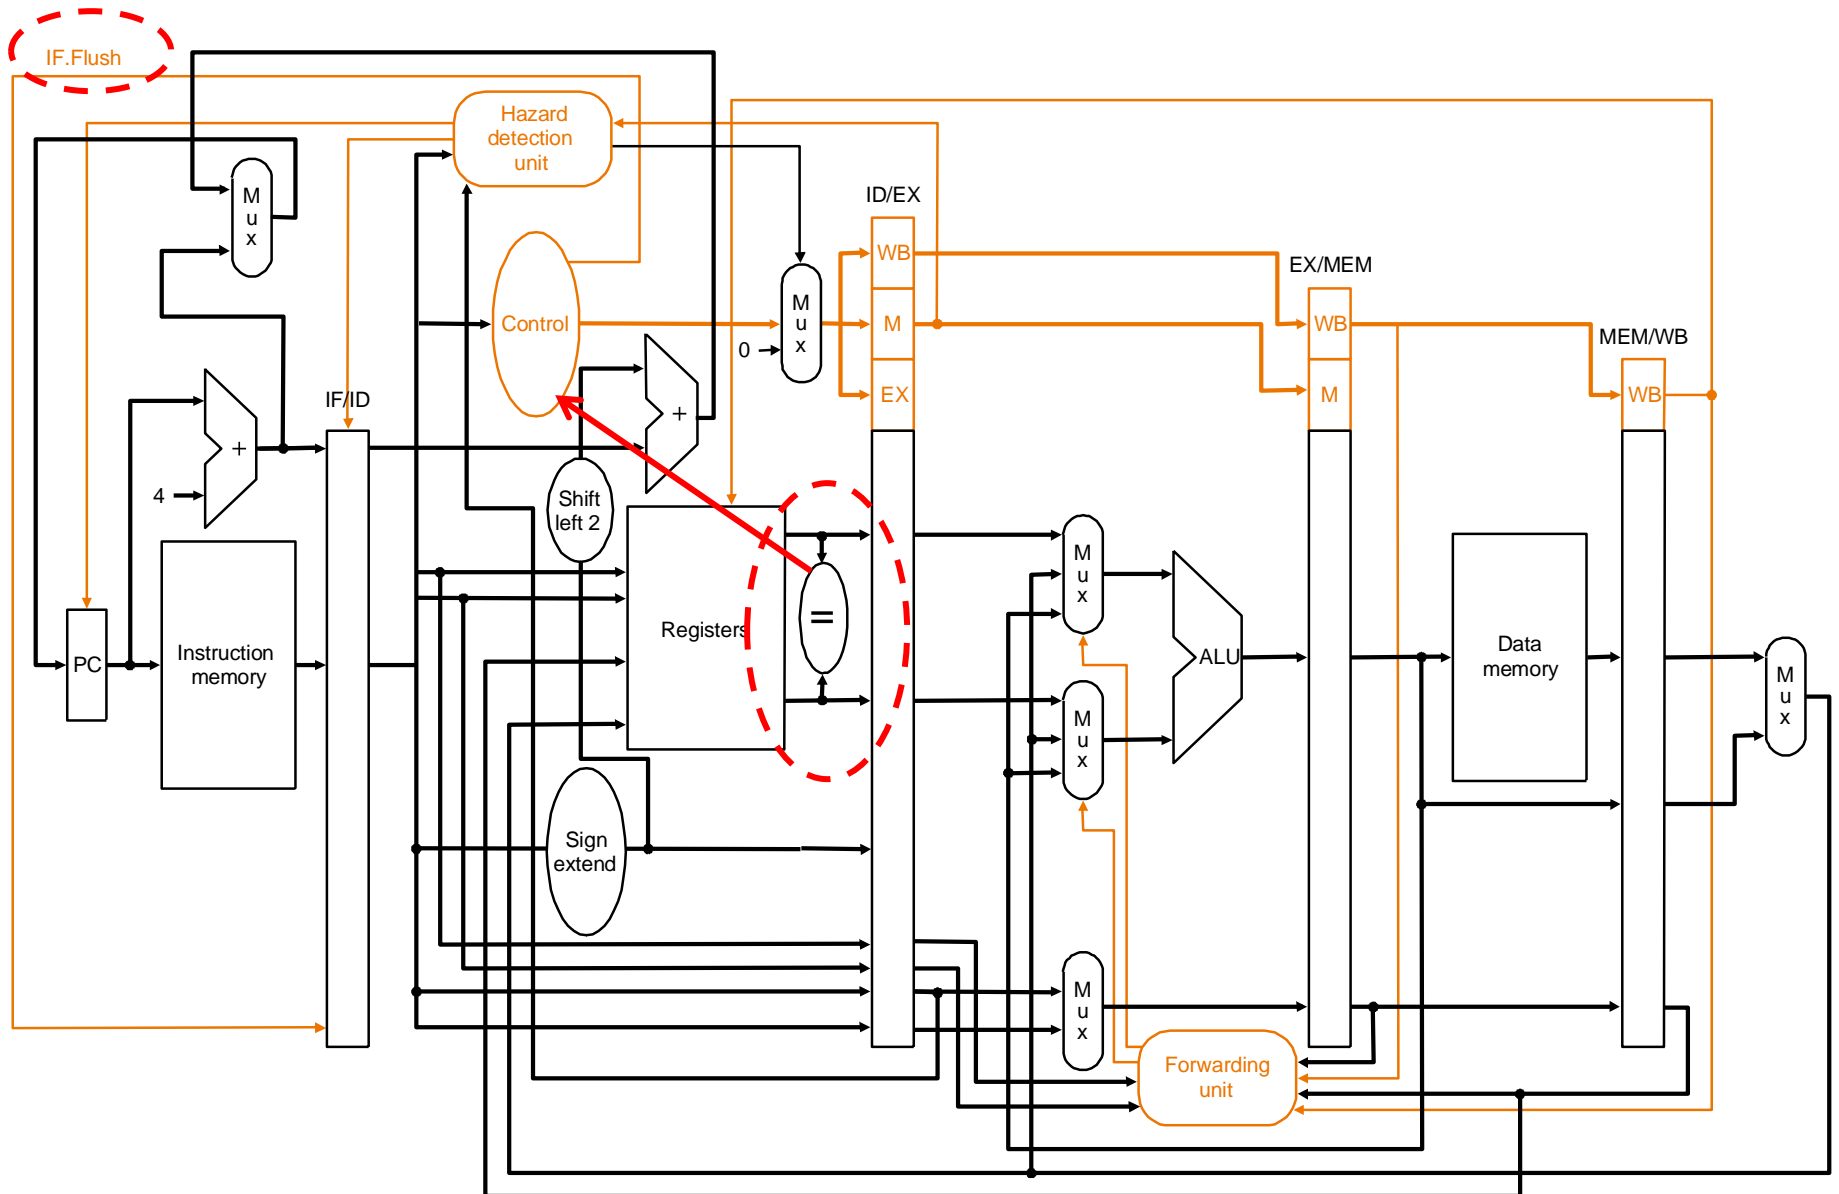 IF.Flush
Hazard
detection
unit
M
u
x
ID/EX
WB
EX/MEM
M
u
x
Control
M
WB
MEM/WB
0
IF/ID
EX
M
WB
+
+
4
Shift
left 2
M
u
x
=
Registers
Instruction
memory
PC
ALU
Data
memory
M
u
x
M
u
x
Sign
extend
M
u
x
Forwarding
unit